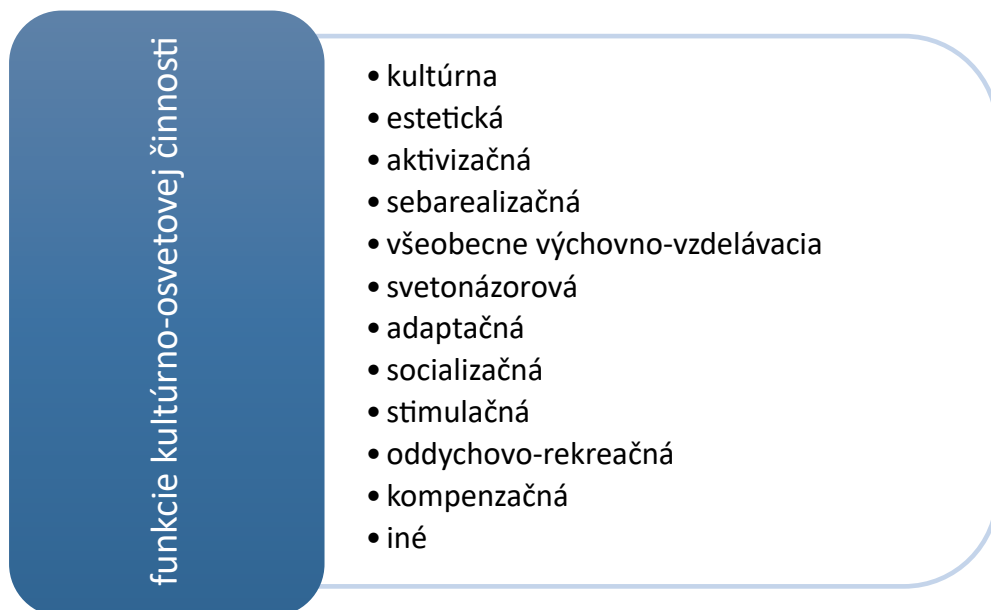 funkcie kultúrno-osvetovej činnosti
• kultúrna
• estetická
• aktivizačná
• sebarealizačná
• všeobecne výchovno-vzdelávacia
• svetonázorová
• adaptačná
• socializačná
• stimulačná
• oddychovo-rekreačná
• kompenzačná
• iné